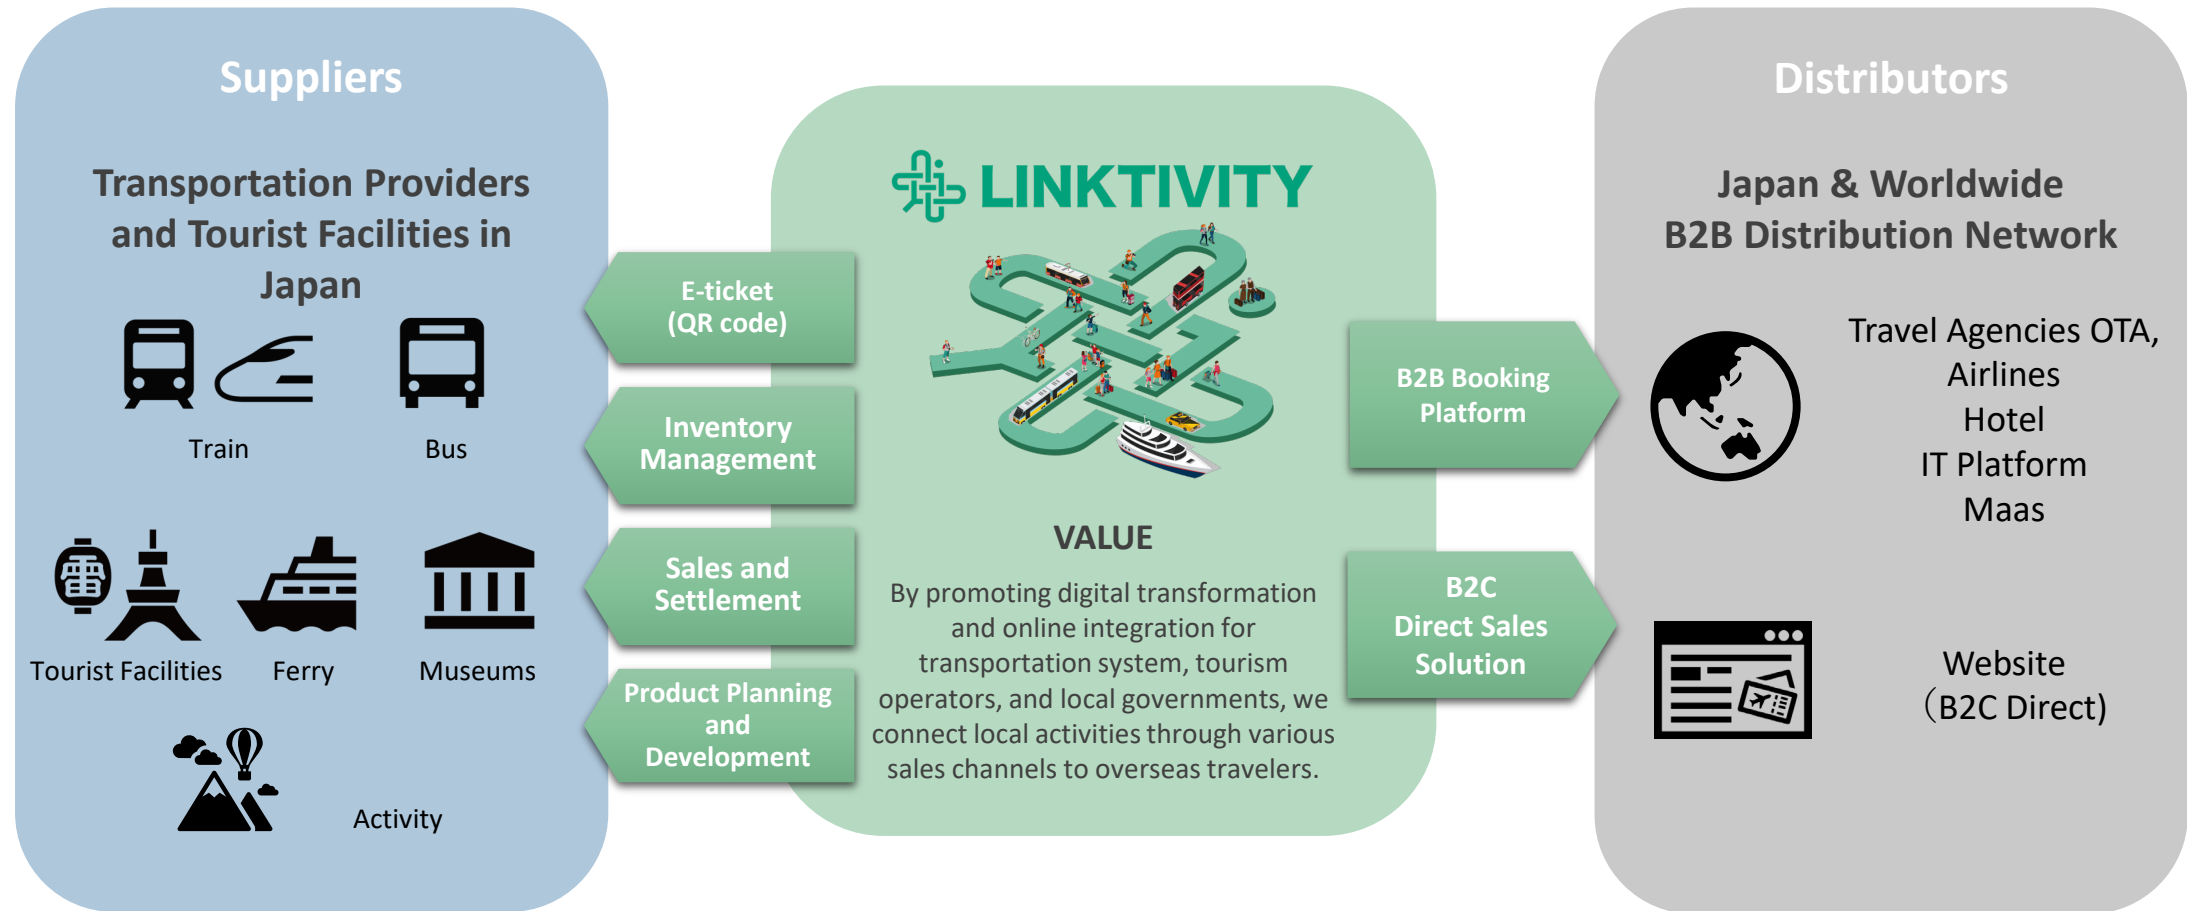 Suppliers
Transportation Providers
and Tourist Facilities in
Japan
Train
Bus
雷
Tourist Facilities
Ferry
Museums
Activity
E-ticket
(QR code)
Inventory
Management
Sales and
Settlement
Product Planning
and
Development
LINKTIVITY
VALUE
By promoting digital transformation
and online integration for
transportation system, tourism
operators, and local governments, we
connect local activities through various
sales channels to overseas travelers.
B2B Booking
Platform
B2C
Direct Sales
Solution
Distributors
Japan & Worldwide
B2B Distribution Network
Travel Agencies OTA,
Airlines
Hotel
IT Platform
Maas
Website
（B2C Direct)